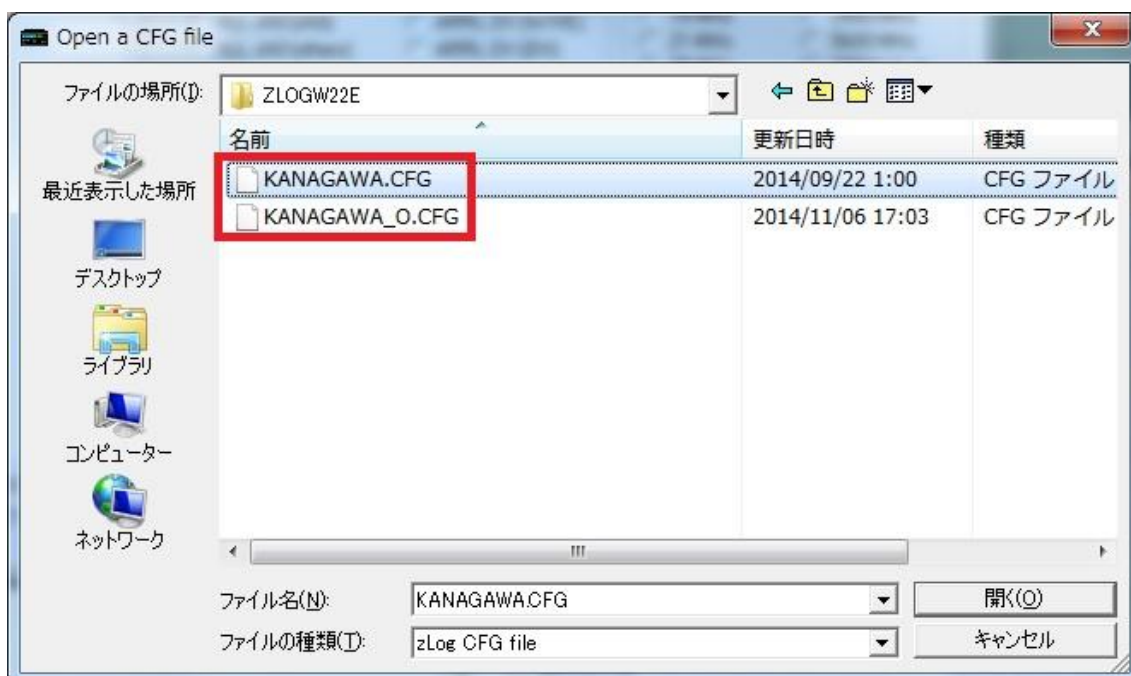 Open a CFG file
ファイルの場所(I):
ZLOGW22E
名前
更新日時
種類
KANAGAWA.CFG
2014/09/22 1:00
CFG ファイル
KANAGAWA_O.CFG
2014/11/06 17:03
CFG ファイル
最近表示した場所
デスクトップ
ライブラリ
コンピューター
ネットワーク
ファイル名(N):
KANAGAWA.CFG
開く(O)
ファイルの種類(T):
zLog CFG file
キャンセル